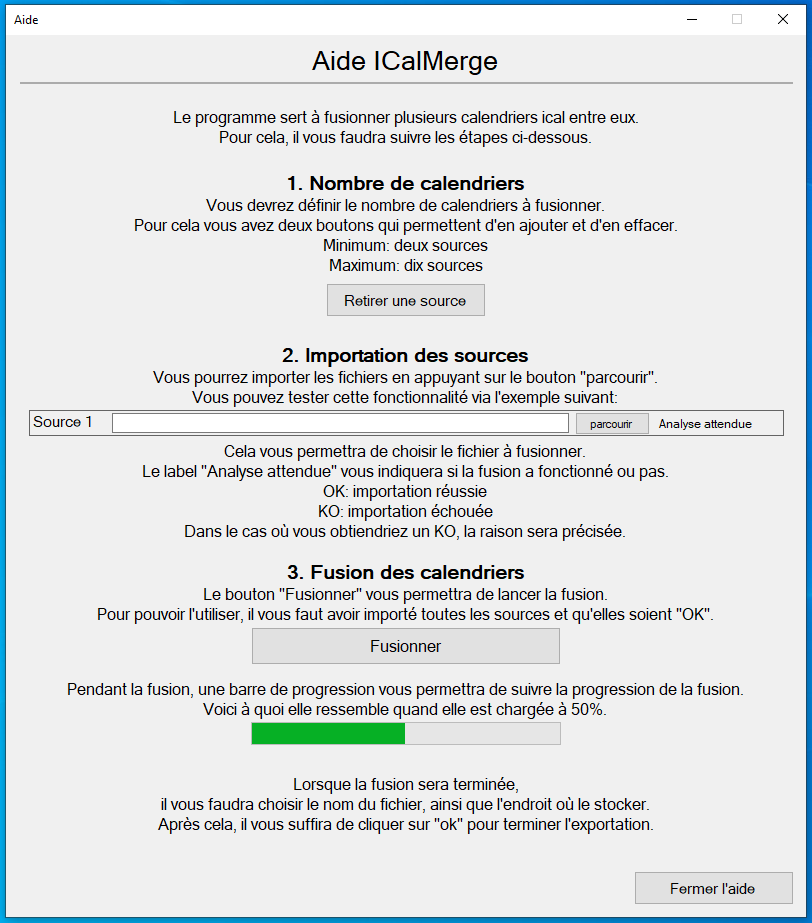 Aide
Aide ICalMerge
Le programme sert à fusionner plusieurs calendriers ical entre eux.
Pour cela, il vous faudra suivre les étapes ci-dessous.
1. Nombre de calendriers
Vous devrez définir le nombre de calendriers à fusionner.
Pour cela vous avez deux boutons qui permettent d'en ajouter et d'en effacer.
Minimum: deux sources
Maximum: dix sources
Retirer une source
2. Importation des sources
Vous pourrez importer les fichiers en appuyant sur le bouton "parcourir".
Vous pouvez tester cette fonctionnalité via l'exemple suivant:
Source 1 parcourir Analyse attendue
Cela vous permettra de choisir le fichier à fusionner.
Le label "Analyse attendue" vous indiquera si la fusion a fonctionné ou pas.
OK: importation réussie
KO: importation échouée
Dans le cas où vous obtiendriez un KO, la raison sera précisée.
3. Fusion des calendriers
Le bouton "Fusionner" vous permettra de lancer la fusion.
Pour pouvoir l'utiliser, il vous faut avoir importé toutes les sources et qu'elles soient "OK".
Fusionner
Pendant la fusion, une barre de progression vous permettra de suivre la progression de la fusion.
Voici à quoi elle ressemble quand elle est chargée à 50%.
Lorsque la fusion sera terminée,
il vous faudra choisir le nom du fichier, ainsi que l'endroit où le stocker.
Après cela, il vous suffira de cliquer sur "ok" pour terminer l'exportation.
Fermer l'aide